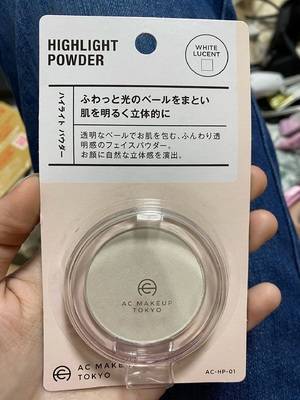 HIGHLIGHT
POWDER
WHITE
LUCENT
ハイライト パウダー
ふわっと光のベールをまとい
肌を明るく立体的に
透明なベールでお肌を包む、ふんわり透
明感のフェイスパウダー。
お顔に自然な立体感を演出。
AC MAKEUP
TOKYO
AC MAKEUP
TOKYO
AC-HP-01